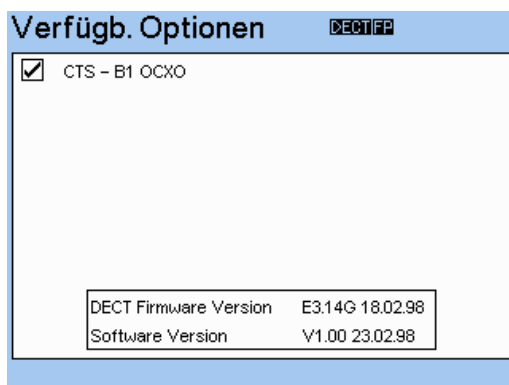 Verfügb. Optionen DECT FP
CTS – B1 OCXO
DECT Firmware Version E3.14G 18.02.98
Software Version V1.00 23.02.98